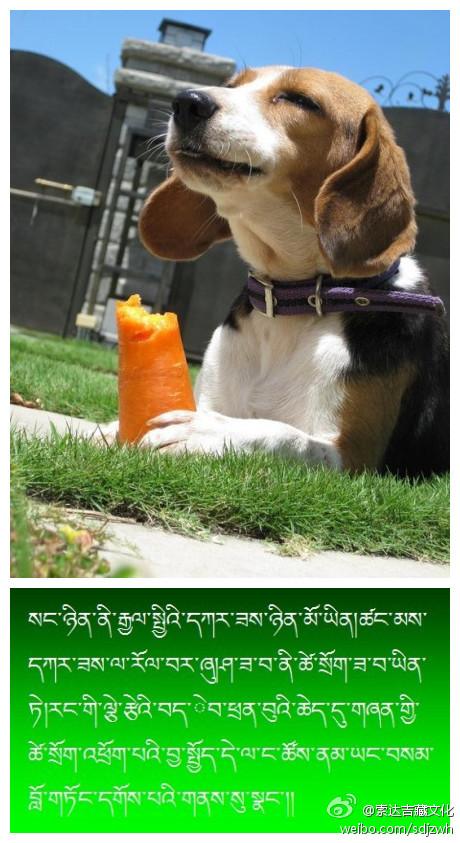 སང་ཉིན་ནི་རྒྱལ་སྤྱིའི་དཀར་ཟས་ཉིན་མོ་ཡིན།ཚང་མས་
དཀར་ཟས་ལ་རོལ་བར་ཞུ།ཤ་ཟ་བ་ནི་ཚེ་སྲོག་ཟ་བ་ཡིན་
ཏེ།རང་གི་ལྕེ་རྩེའི་བད་ེབ་ཕྲན་བུའི་ཆེད་དུ་གཞན་གྱི་
ཚེ་སྲོག་འཕྲོག་པའི་བྱ་སྤྱོད་དེ་ལ་ང་ཚོས་ནམ་ཡང་བསམ་
བློ་གཏོང་དགོས་པའི་གནས་སུ་སྣང་།།
@索达吉藏文化
weibo.com/sdjzwh